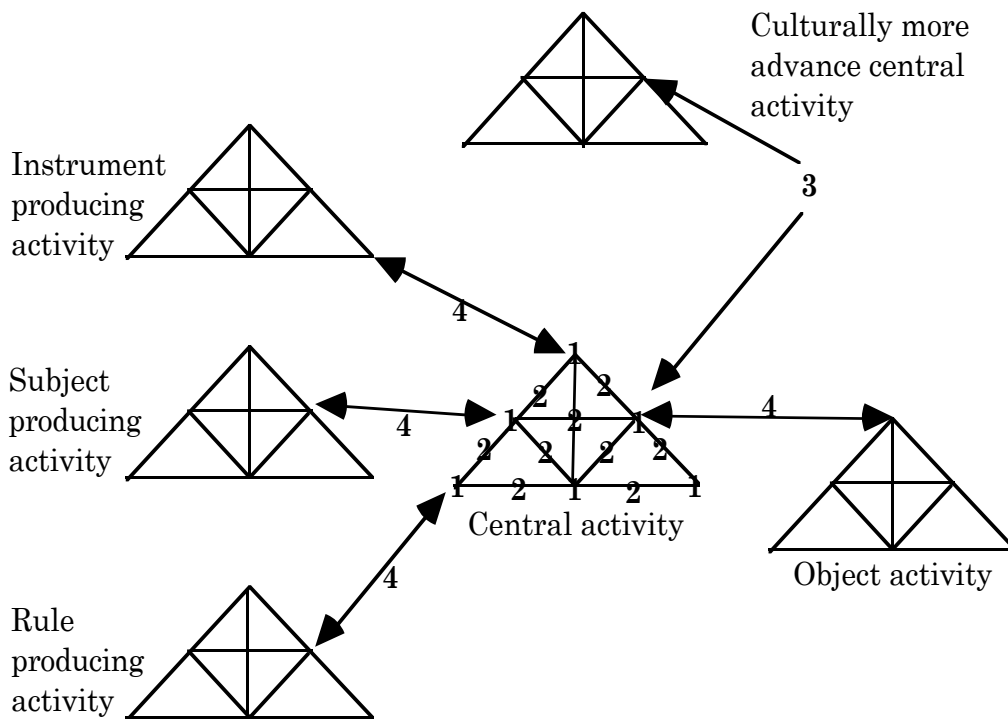 Culturally more
advance central
activity
Instrument
producing
activity
3
4
1
Subject
producing
activity
2
2
4
1
2
1
4
2
2
2
2
1
2
1
2
1
Central activity
4
Object activity
Rule
producing
activity